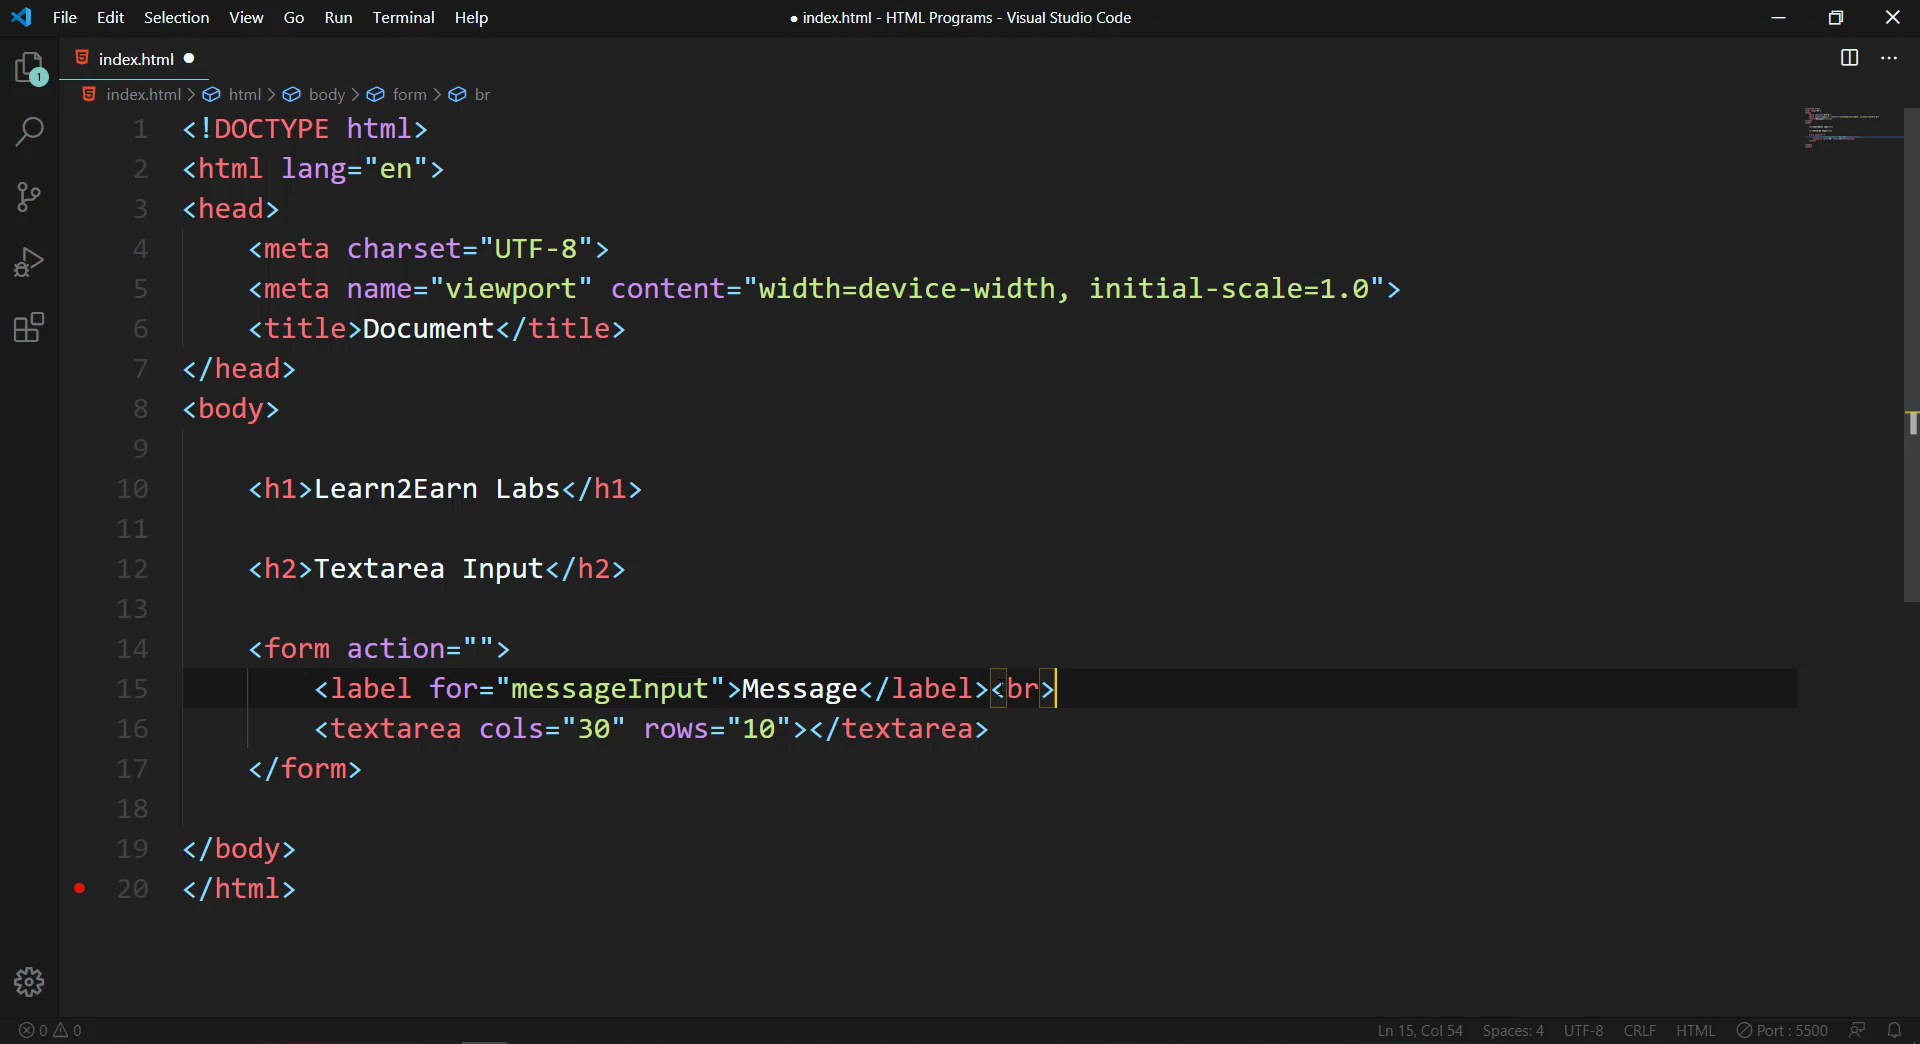 File Edit Selection View Go Run Terminal Help
● index.html - HTML Programs - Visual Studio Code
1
index.html ●
index.html > html > body > form > br
1 <!DOCTYPE html>
2 <html lang="en">
3 <head>
4     <meta charset="UTF-8">
5     <meta name="viewport" content="width=device-width, initial-scale=1.0">
6     <title>Document</title>
7 </head>
8 <body>
9
10     <h1>Learn2Earn Labs</h1>
11
12     <h2>Textarea Input</h2>
13
14     <form action="">
15         <label for="messageInput">Message</label><br>
16         <textarea cols="30" rows="10"></textarea>
17     </form>
18
19 </body>
20 </html>
0 0
Ln 15, Col 54 Spaces: 4 UTF-8 CRLF HTML Port : 5500